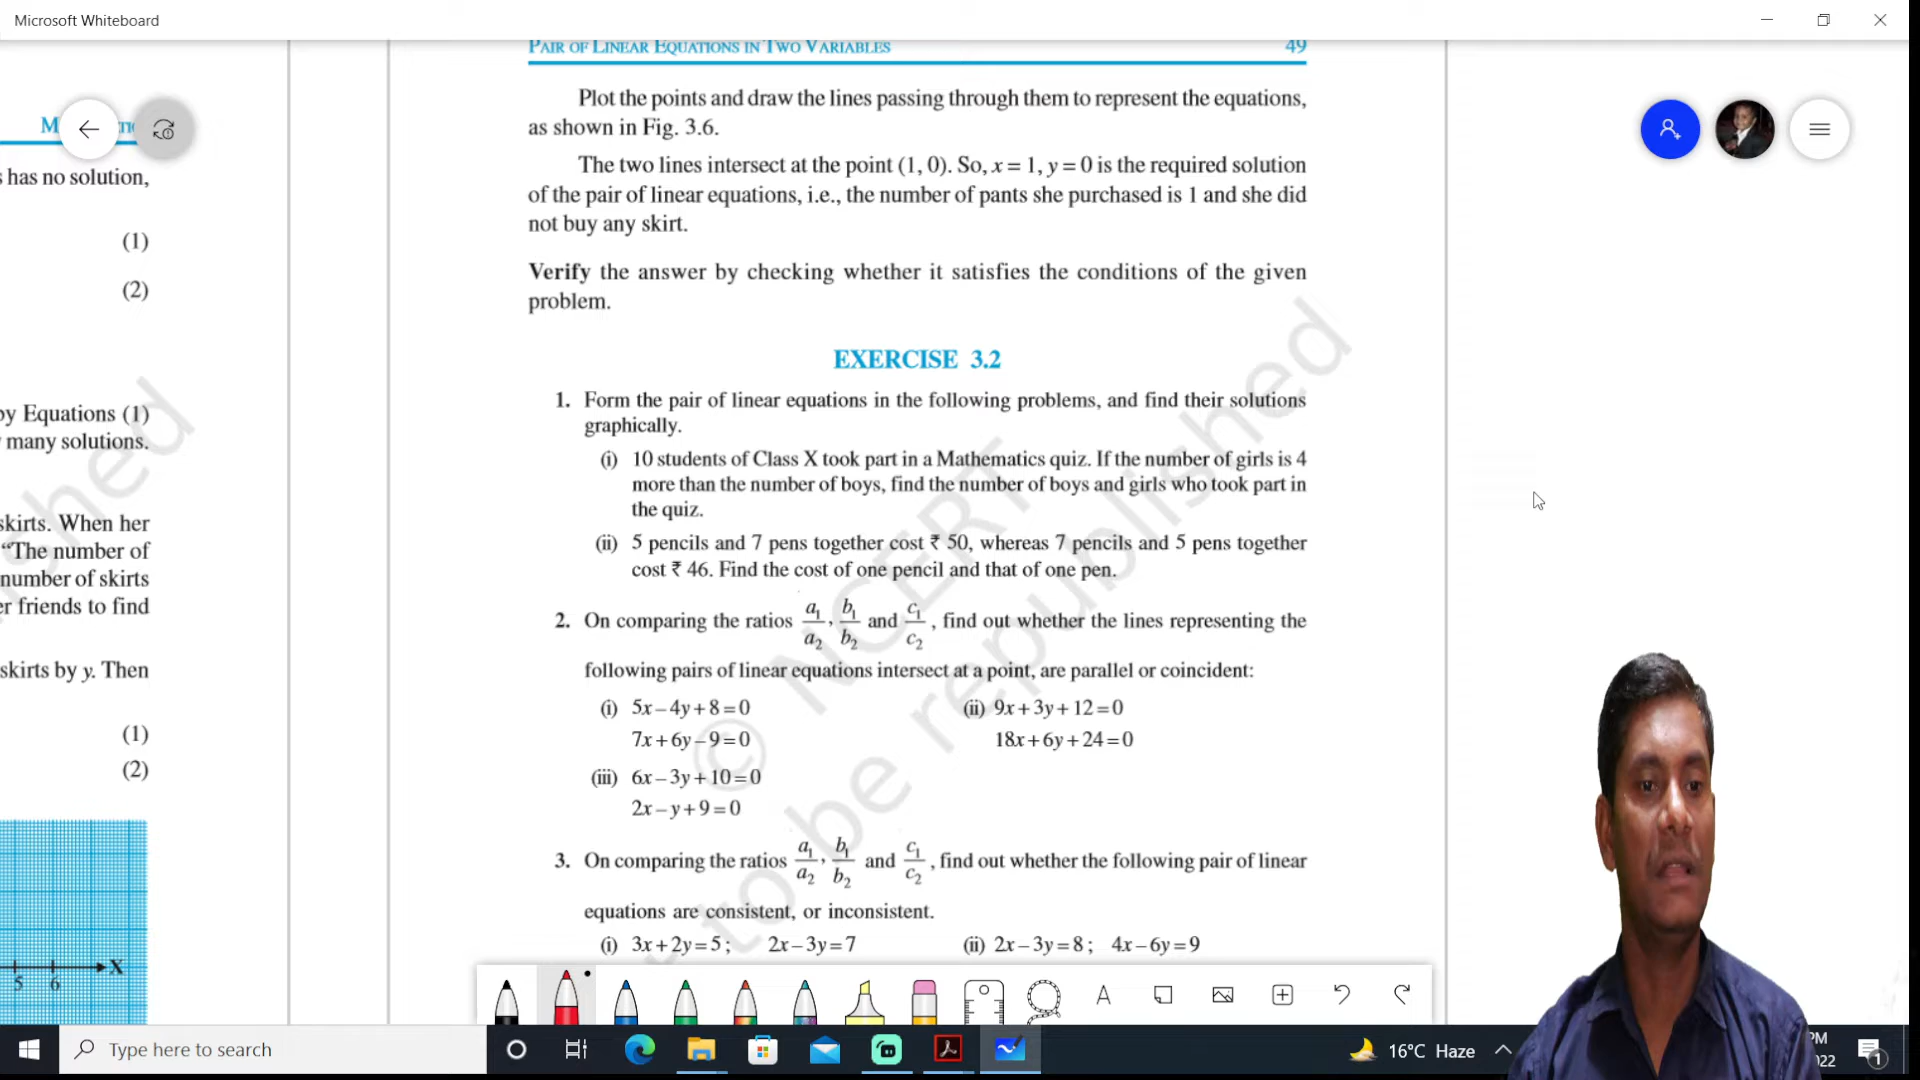 Microsoft Whiteboard
PAIR OF LINEAR EQUATIONS IN TWO VARIABLES 49
Plot the points and draw the lines passing through them to represent the equations,
as shown in Fig. 3.6.
The two lines intersect at the point (1, 0). So, x = 1, y = 0 is the required solution
of the pair of linear equations, i.e., the number of pants she purchased is 1 and she did
not buy any skirt.
Verify the answer by checking whether it satisfies the conditions of the given
problem.
EXERCISE 3.2
1. Form the pair of linear equations in the following problems, and find their solutions
graphically.
(i) 10 students of Class X took part in a Mathematics quiz. If the number of girls is 4
more than the number of boys, find the number of boys and girls who took part in
the quiz.
(ii) 5 pencils and 7 pens together cost ₹ 50, whereas 7 pencils and 5 pens together
cost ₹ 46. Find the cost of one pencil and that of one pen.
2. On comparing the ratios a₁/a₂, b₁/b₂ and c₁/c₂, find out whether the lines representing the
following pairs of linear equations intersect at a point, are parallel or coincident:
(i) 5x – 4y + 8 = 0 (ii) 9x + 3y + 12 = 0
7x + 6y – 9 = 0 18x + 6y + 24 = 0
(iii) 6x – 3y + 10 = 0
2x – y + 9 = 0
3. On comparing the ratios a₁/a₂, b₁/b₂ and c₁/c₂, find out whether the following pair of linear
equations are consistent, or inconsistent.
(i) 3x + 2y = 5 ; 2x – 3y = 7 (ii) 2x – 3y = 8 ; 4x – 6y = 9
© NCERT
to be republished
has no solution,
(1)
(2)
by Equations (1)
many solutions.
skirts. When her
“The number of
number of skirts
friends to find
skirts by y. Then
(1)
(2)
X
5 6
A
Type here to search
16°C Haze
PM
1